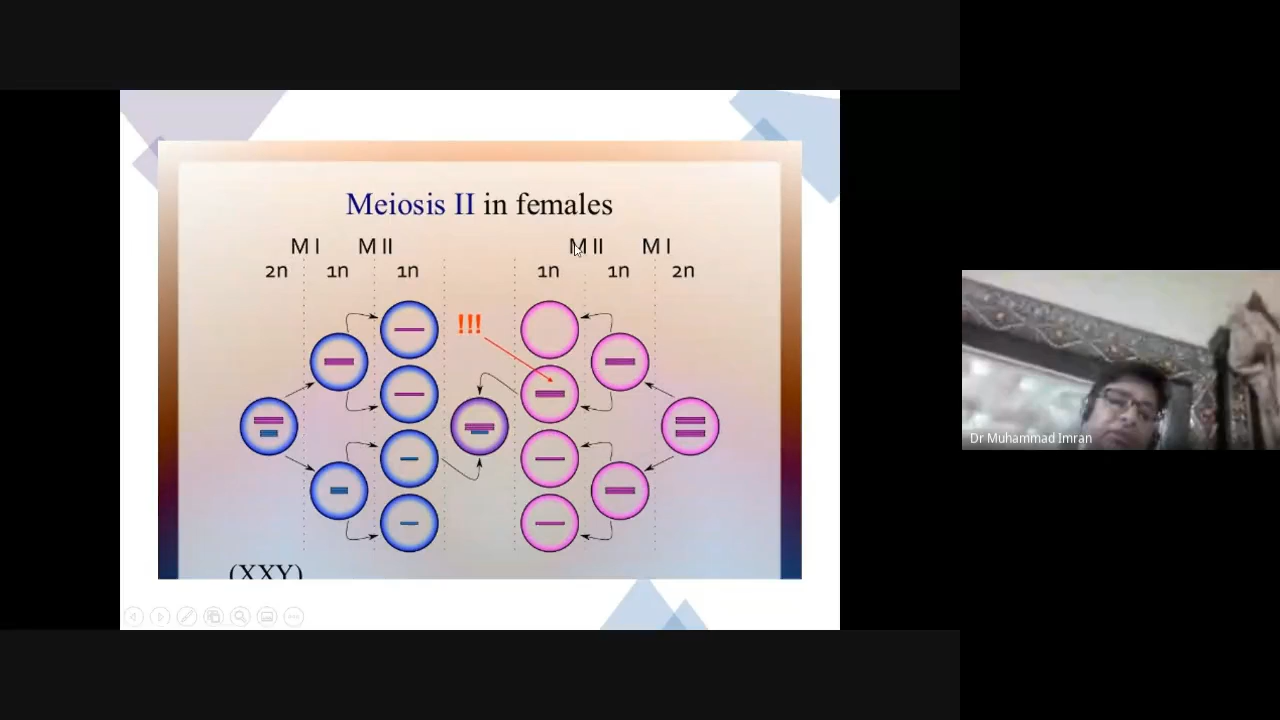 Meiosis II in females
M I M II M II M I
2n 1n 1n 1n 1n 2n
!!!
Dr Muhammad Imran
(XXY)